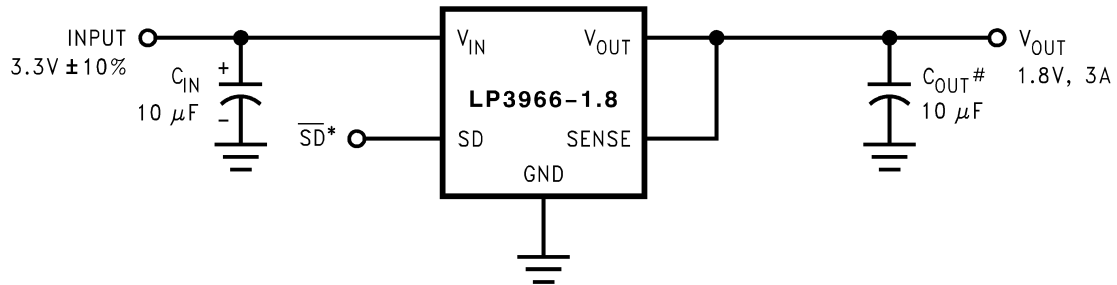 INPUT
3.3V ±10%
C_IN
10 μF
+
-
S̅D̅*
V_IN
V_OUT
LP3966-1.8
SD
SENSE
GND
C_OUT#
10 μF
V_OUT
1.8V, 3A